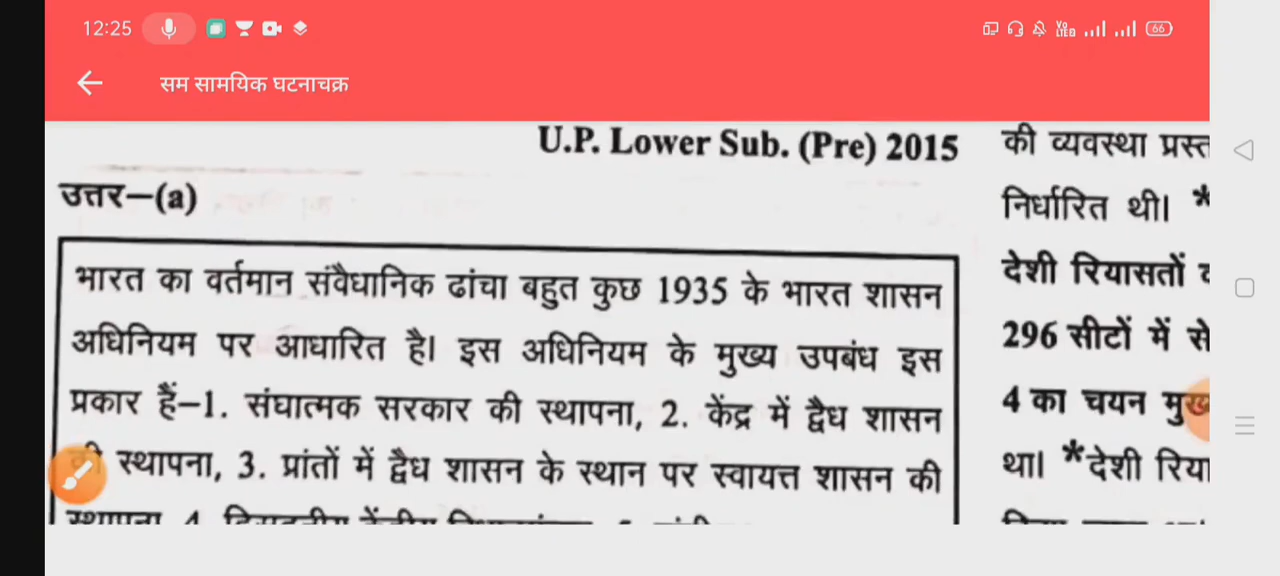 12:25
66
सम सामयिक घटनाचक्र
U.P. Lower Sub. (Pre) 2015
उत्तर–(a)
भारत का वर्तमान संवैधानिक ढांचा बहुत कुछ 1935 के भारत शासन
अधिनियम पर आधारित है। इस अधिनियम के मुख्य उपबंध इस
प्रकार हैं–1. संघात्मक सरकार की स्थापना, 2. केंद्र में द्वैध शासन
की स्थापना, 3. प्रांतों में द्वैध शासन के स्थान पर स्वायत्त शासन की
की व्यवस्था
निर्धारित थी। *
देशी रियासतों
296 सीटों में से
4 का चयन
था। *देशी